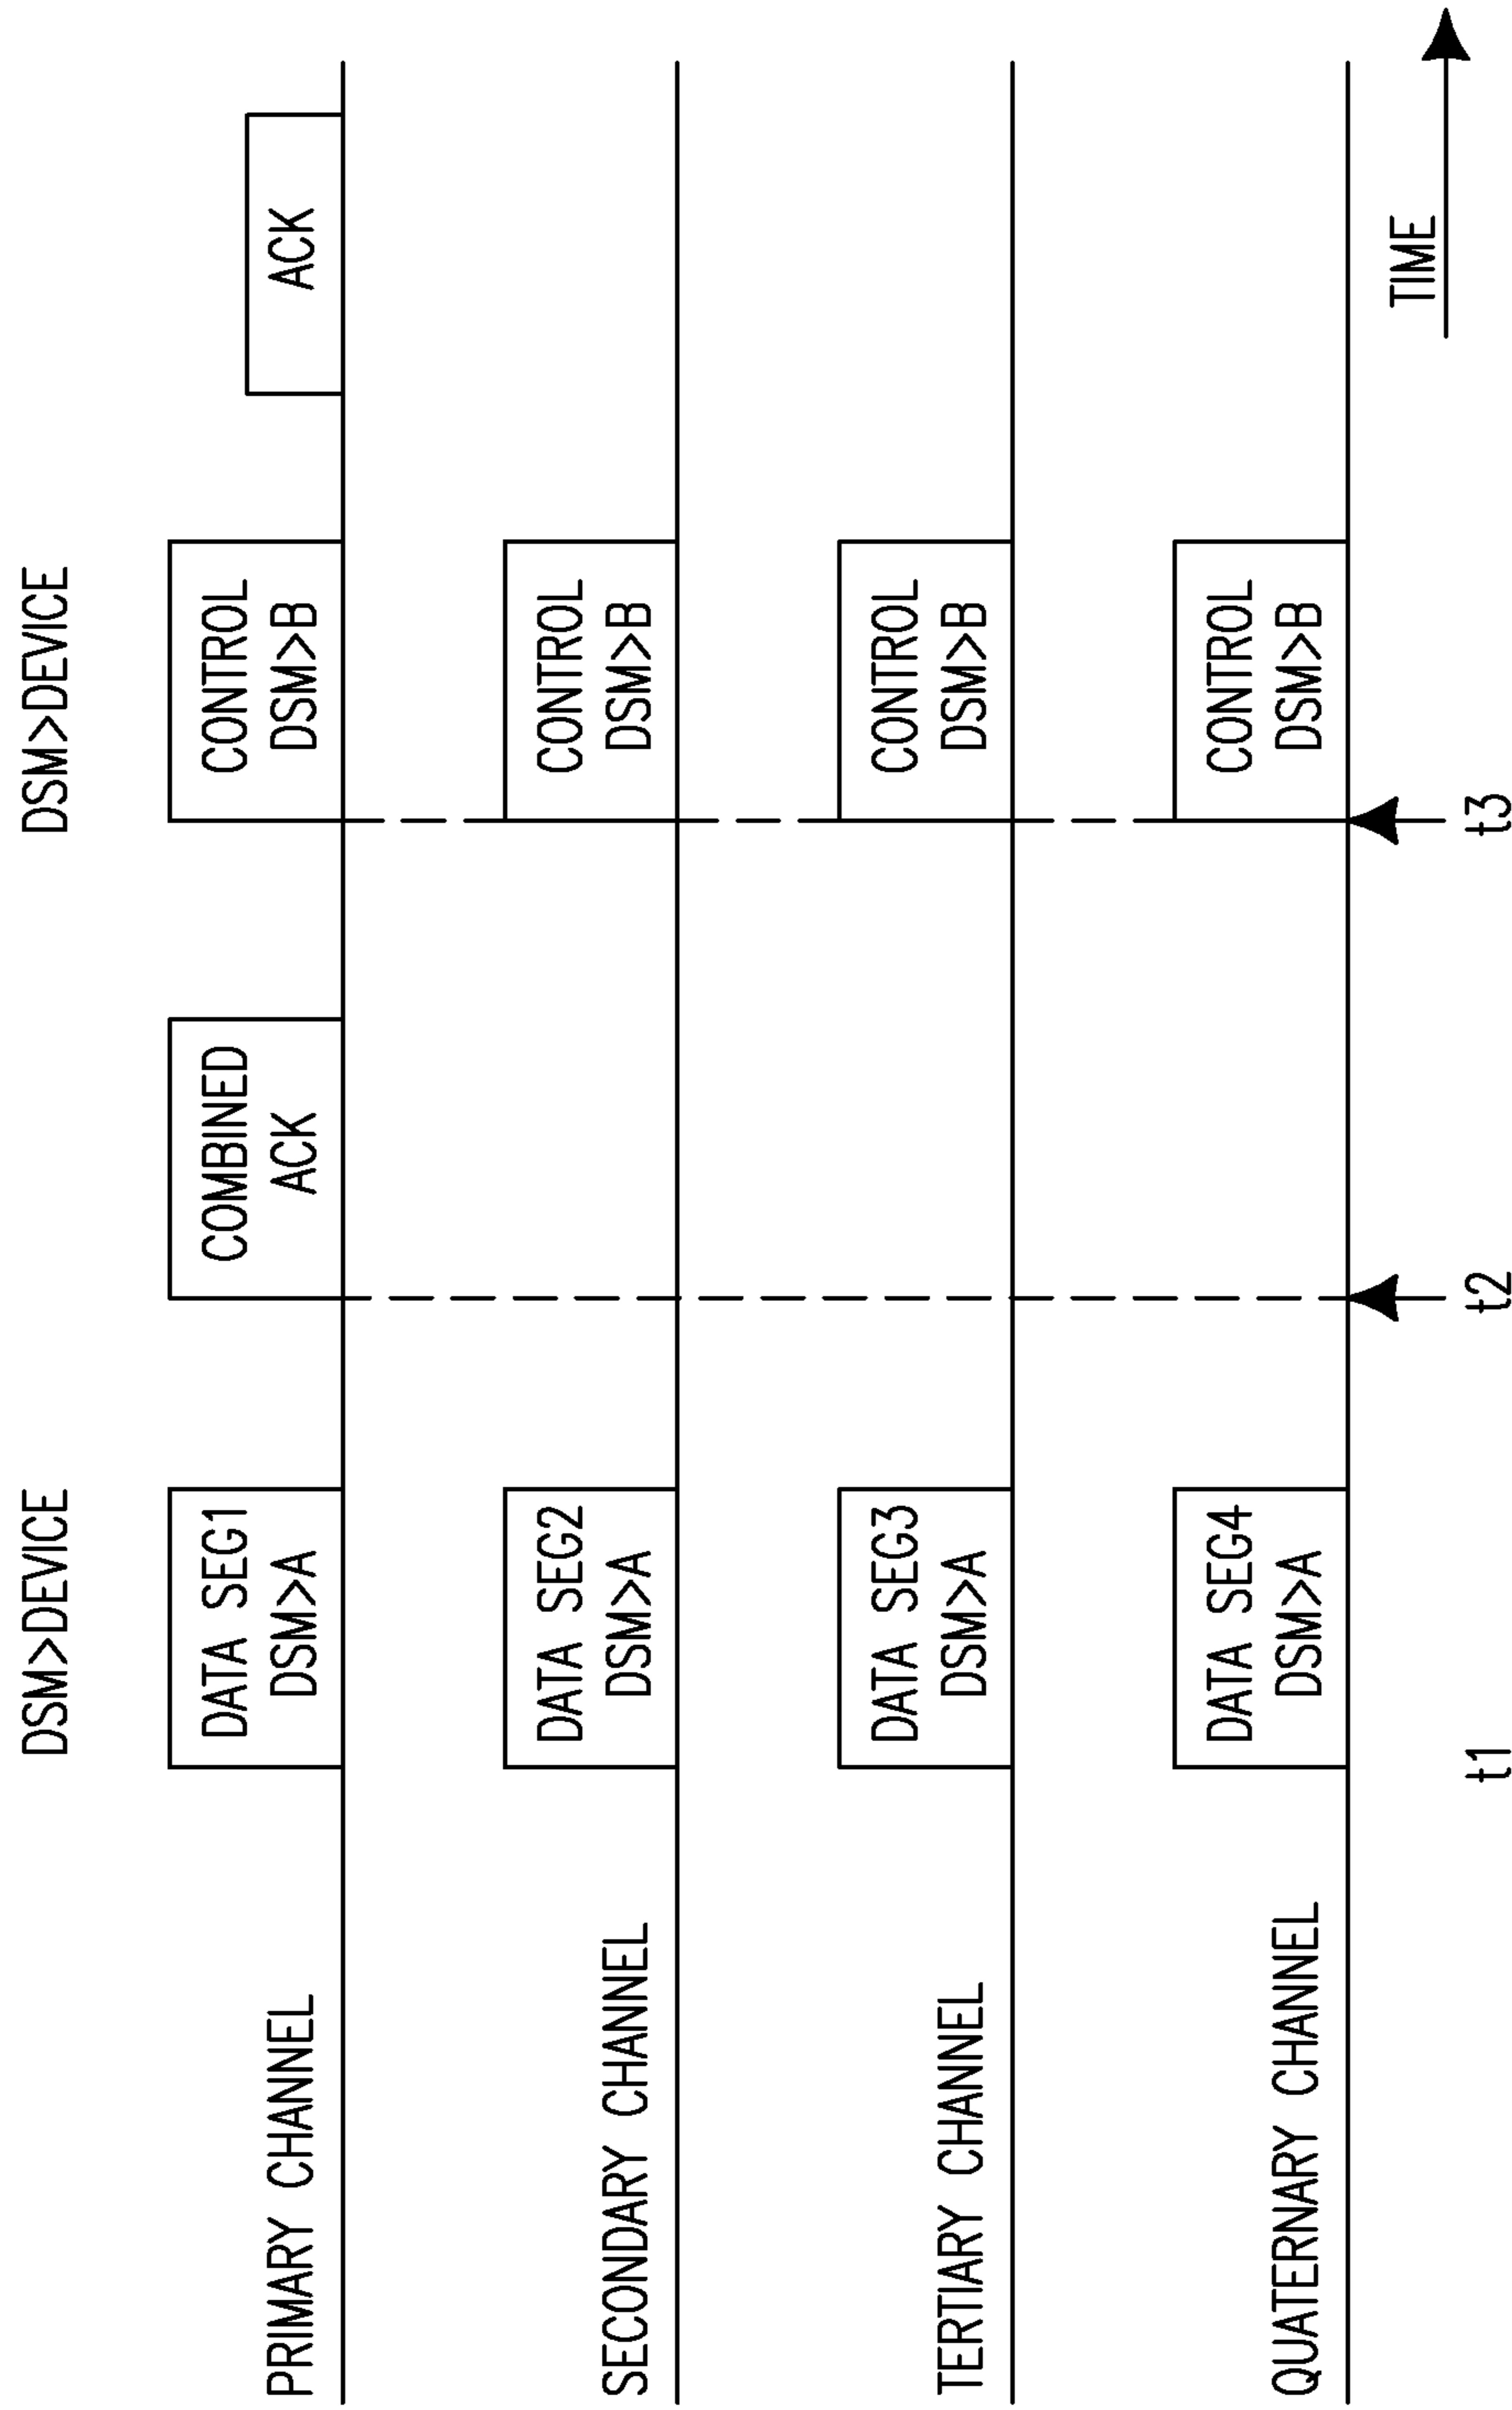 DSM>DEVICE
DSM>DEVICE
PRIMARY CHANNEL
DATA SEG1
DSM>A
COMBINED
ACK
CONTROL
DSM>B
ACK
SECONDARY CHANNEL
DATA SEG2
DSM>A
CONTROL
DSM>B
TERTIARY CHANNEL
DATA SEG3
DSM>A
CONTROL
DSM>B
QUATERNARY CHANNEL
DATA SEG4
DSM>A
CONTROL
DSM>B
TIME
t1
t2
t3